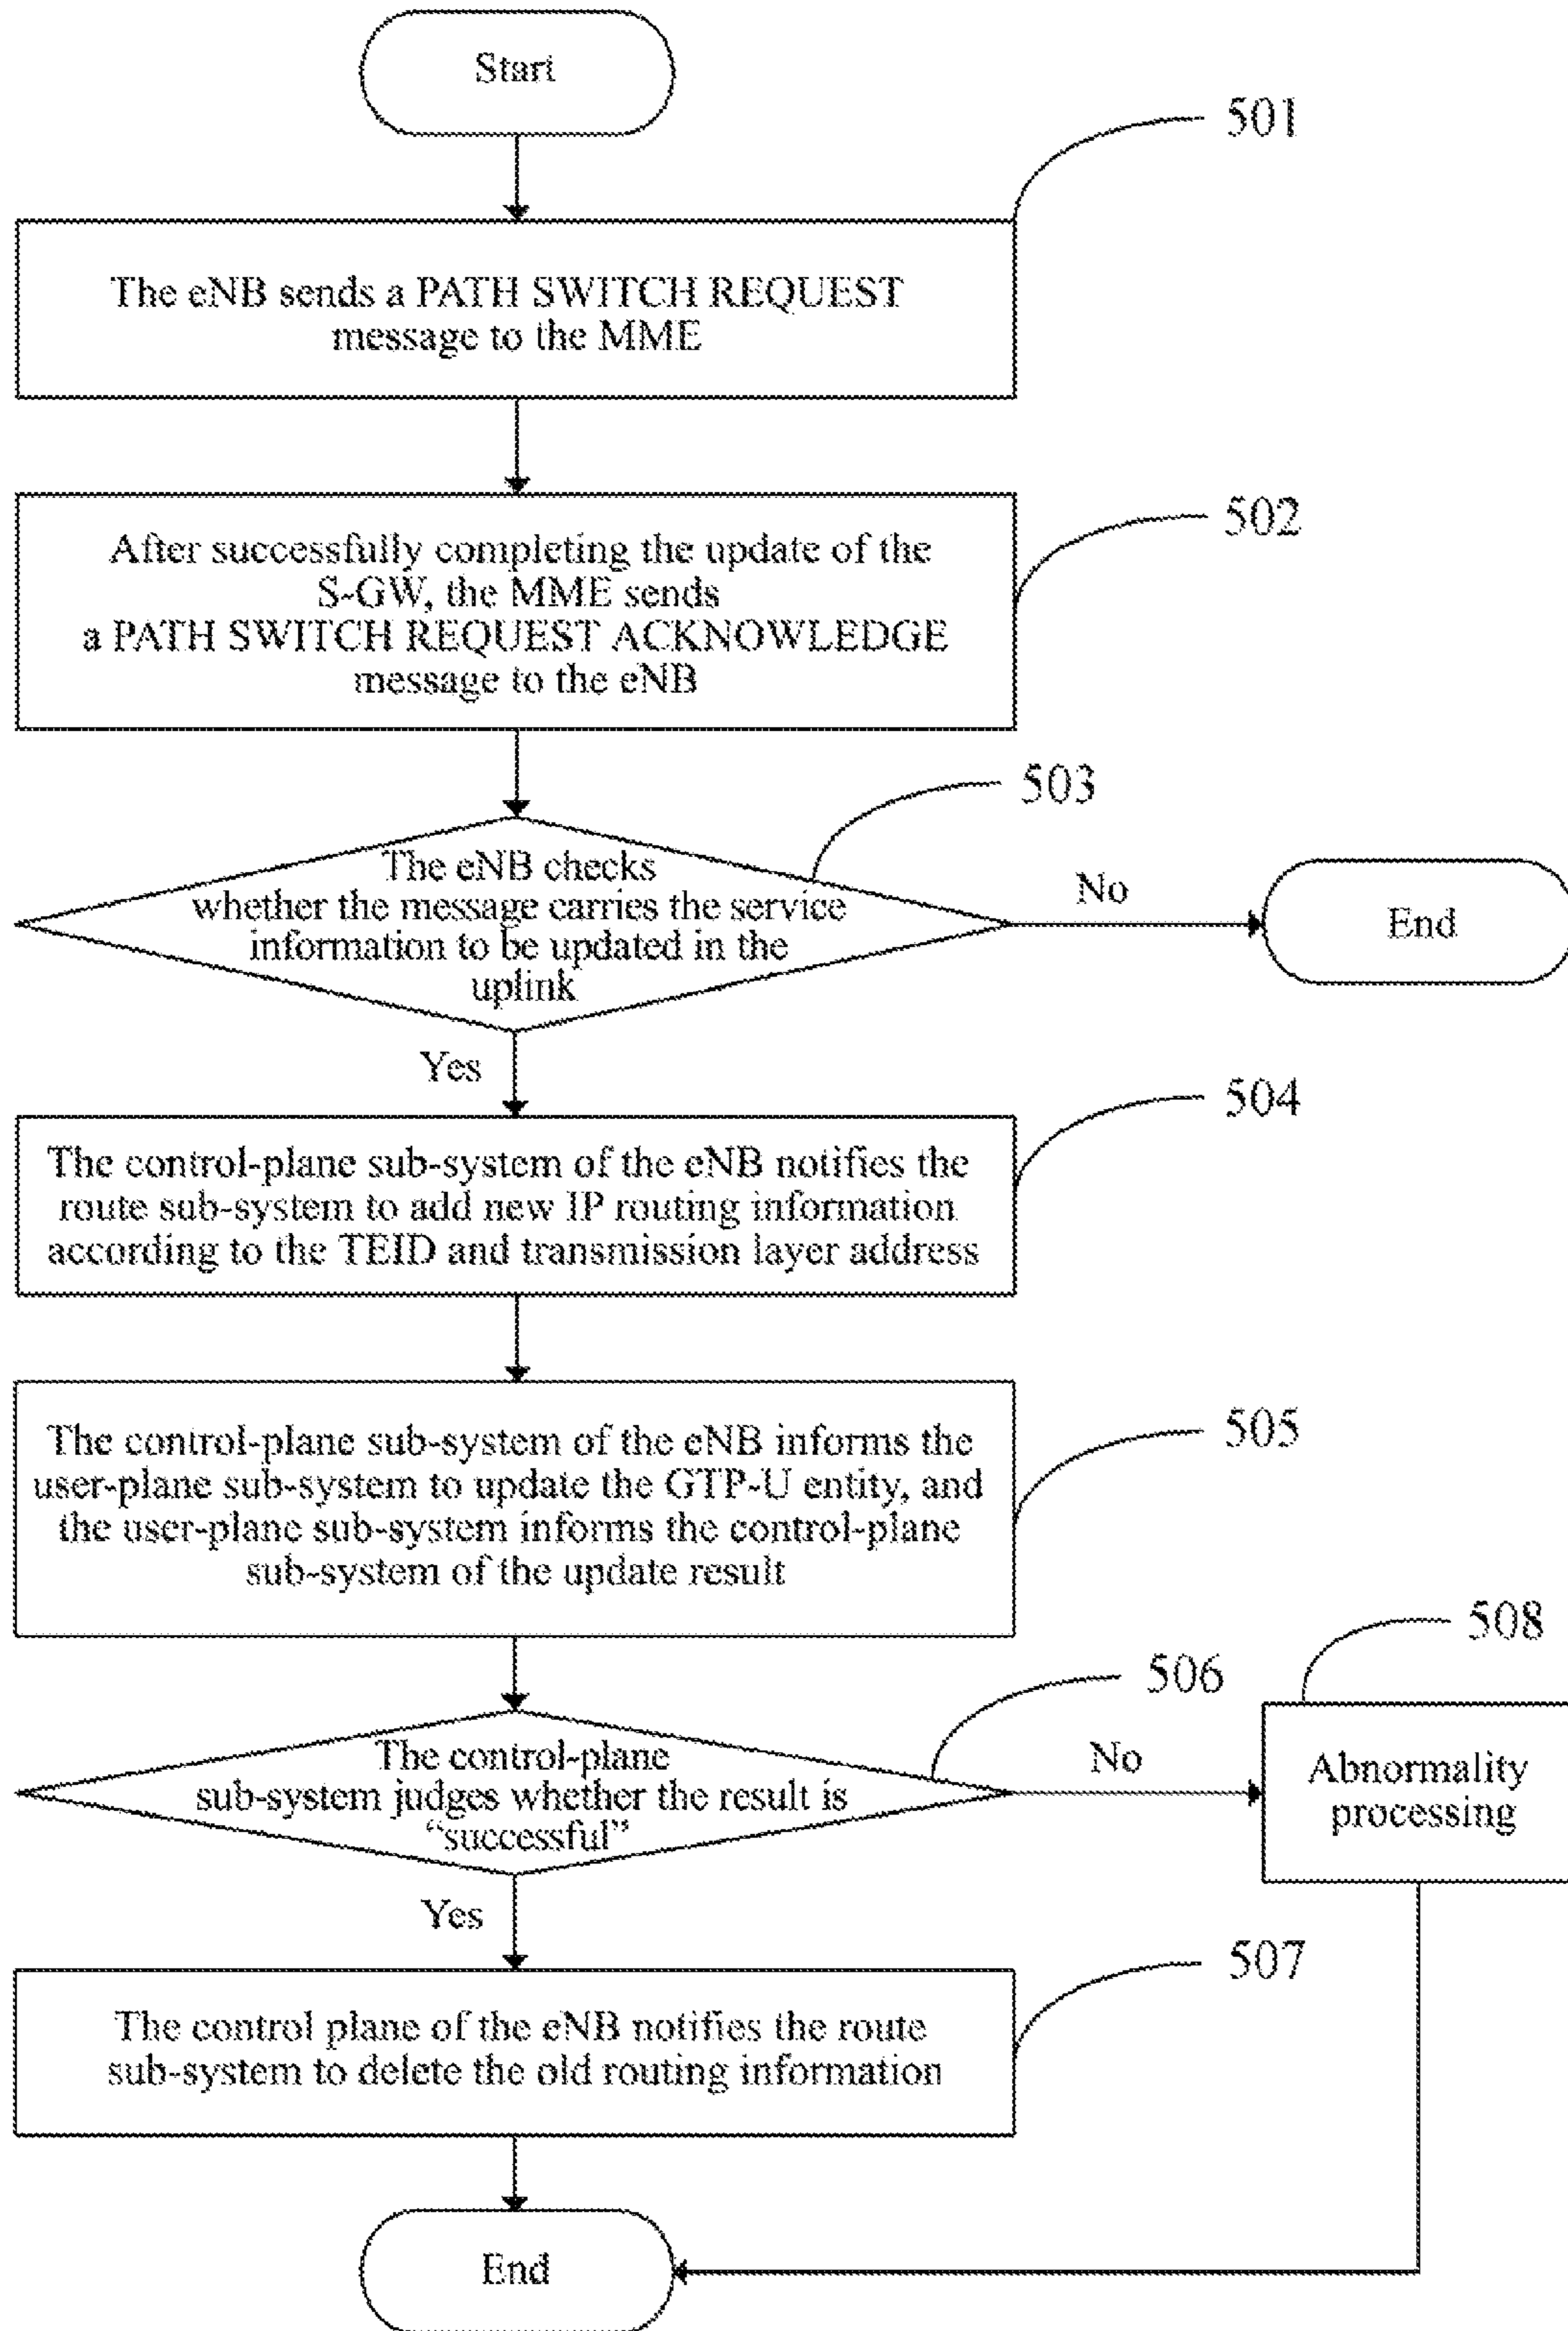 Start
501
The eNB sends a PATH SWITCH REQUEST
message to the MME
502
After successfully completing the update of the
S-GW, the MME sends
a PATH SWITCH REQUEST ACKNOWLEDGE
message to the eNB
503
The eNB checks
whether the message carries the service
information to be updated in the
uplink
No
End
Yes
504
The control-plane sub-system of the eNB notifies the
route sub-system to add new IP routing information
according to the TEID and transmission layer address
505
The control-plane sub-system of the eNB informs the
user-plane sub-system to update the GTP-U entity, and
the user-plane sub-system informs the control-plane
sub-system of the update result
506
The control-plane
sub-system judges whether the result is
“successful”
No
508
Abnormality
processing
Yes
507
The control plane of the eNB notifies the route
sub-system to delete the old routing information
End